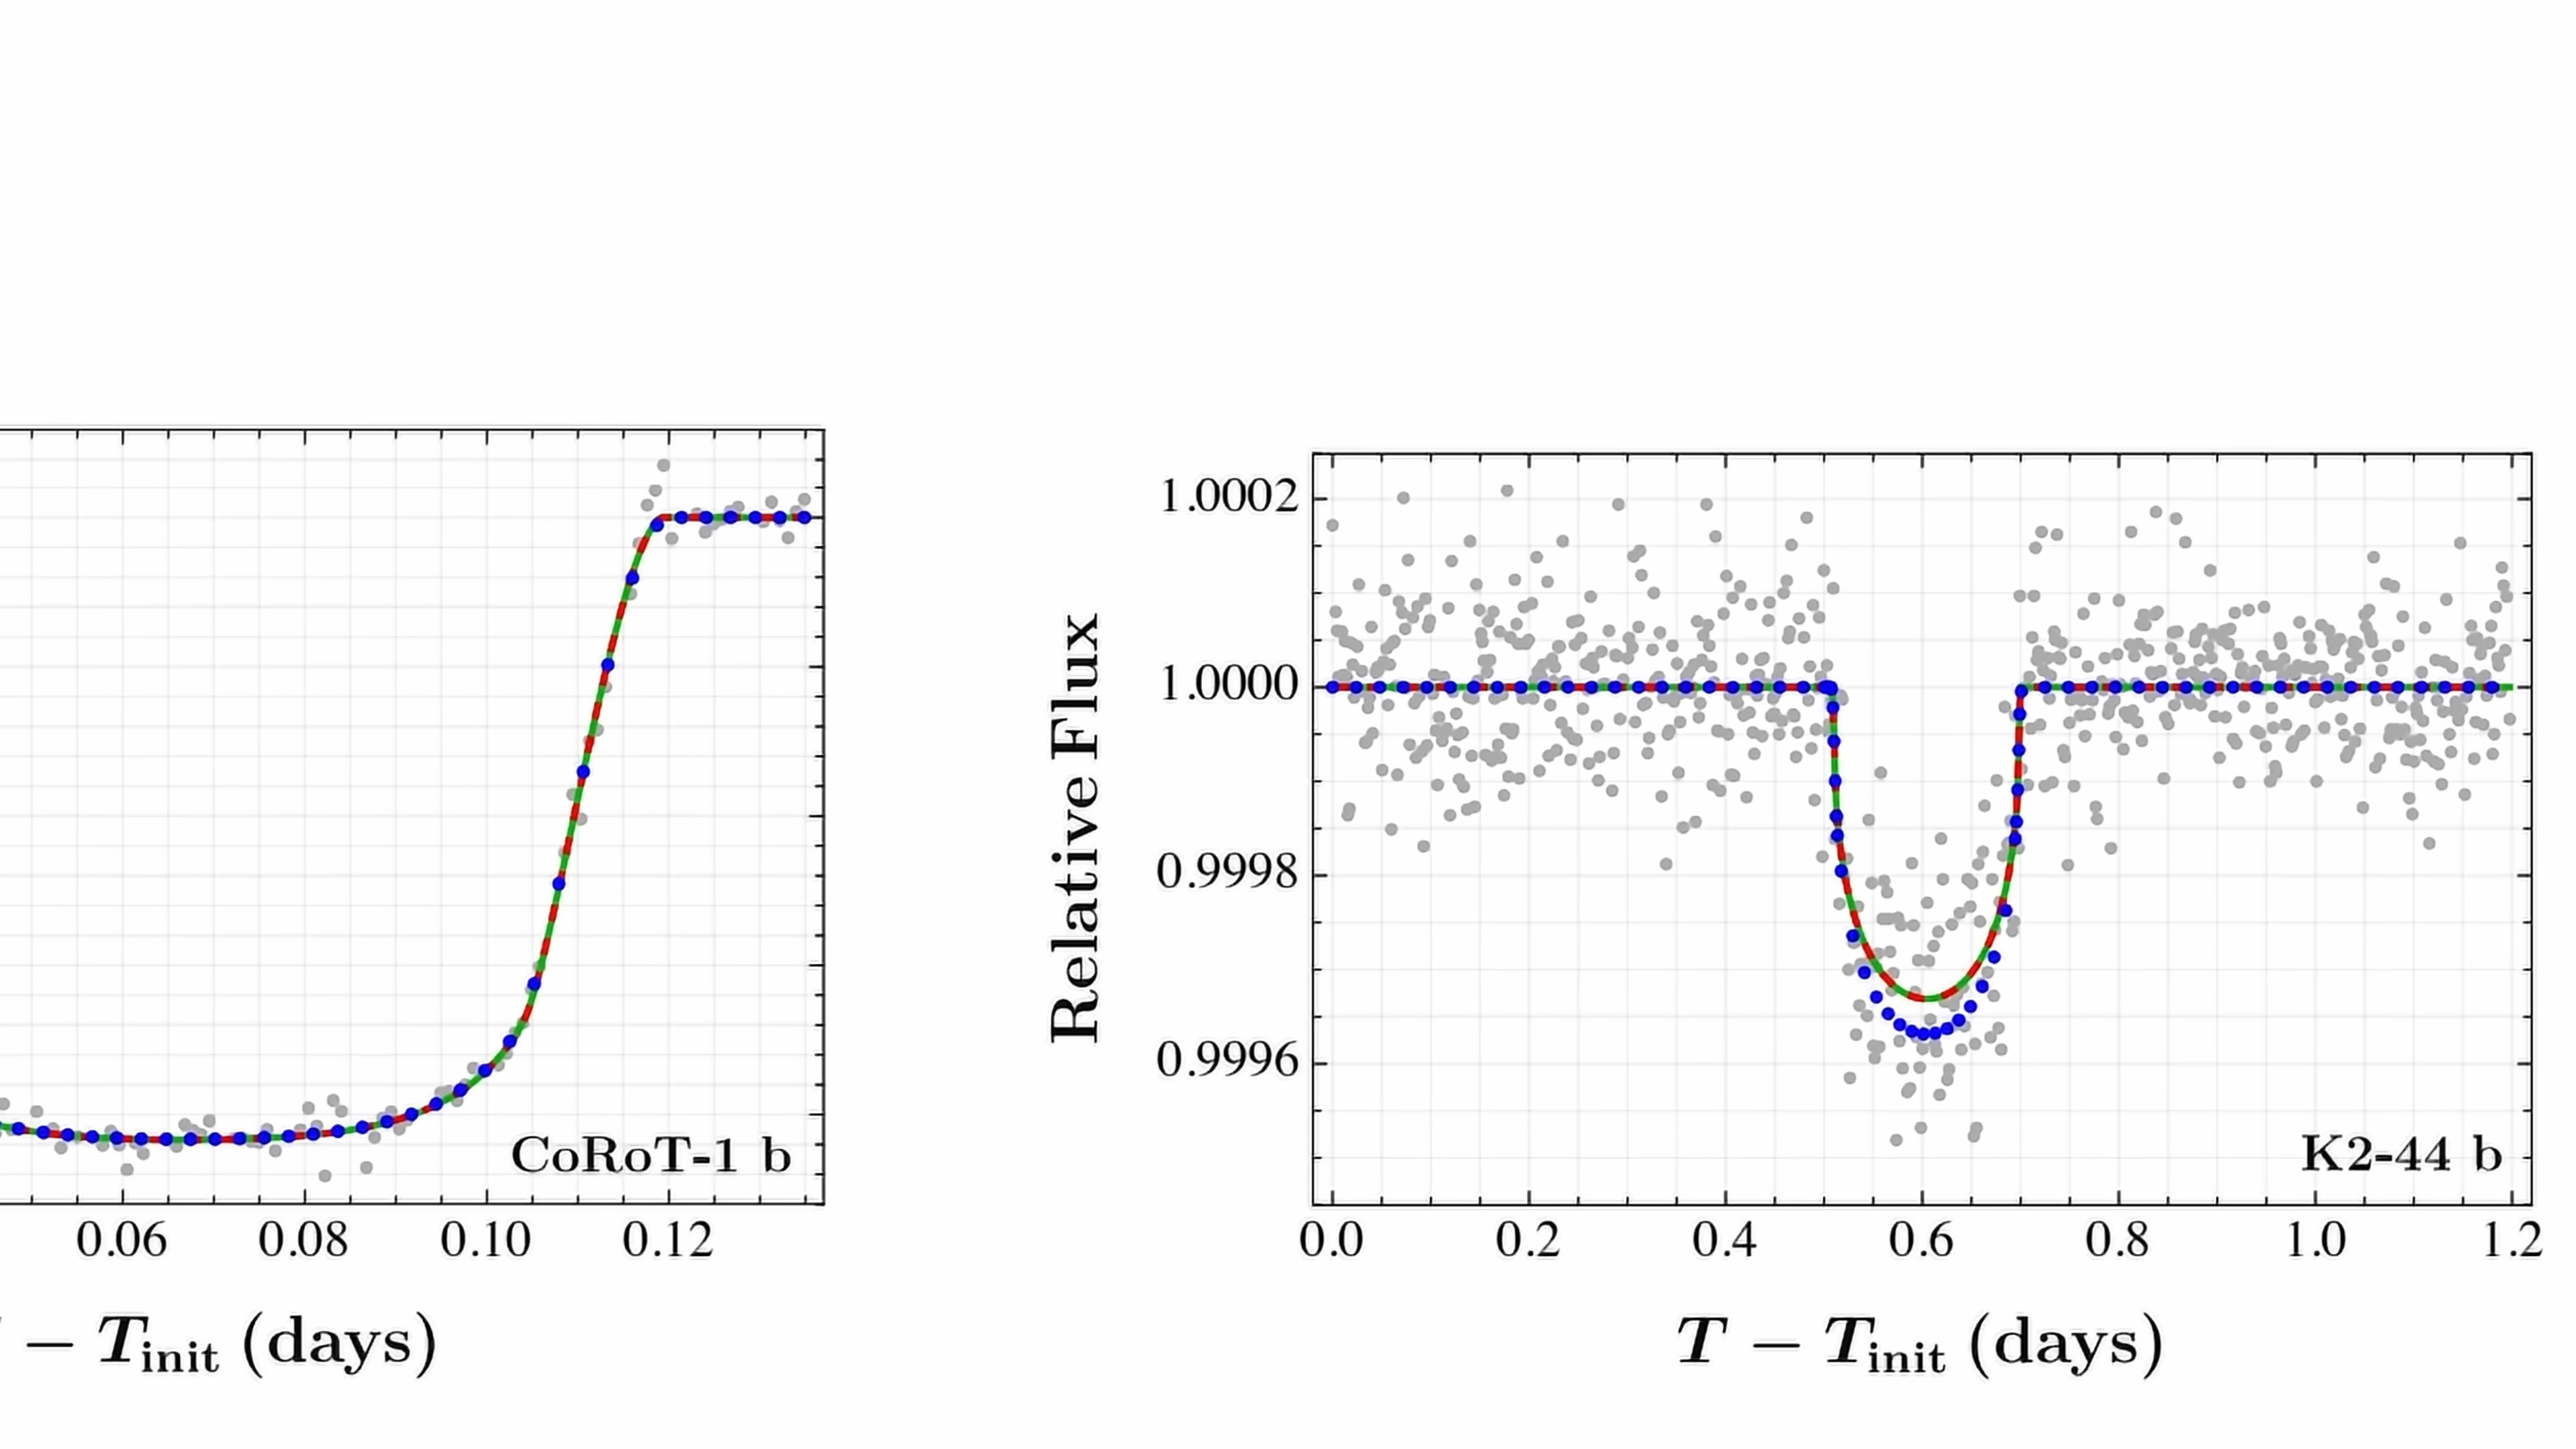 CoRoT-1 b
0.06 0.08 0.10 0.12
– Tinit (days)
Relative Flux
1.0002
1.0000
0.9998
0.9996
K2-44 b
0.0 0.2 0.4 0.6 0.8 1.0 1.2
T – Tinit (days)